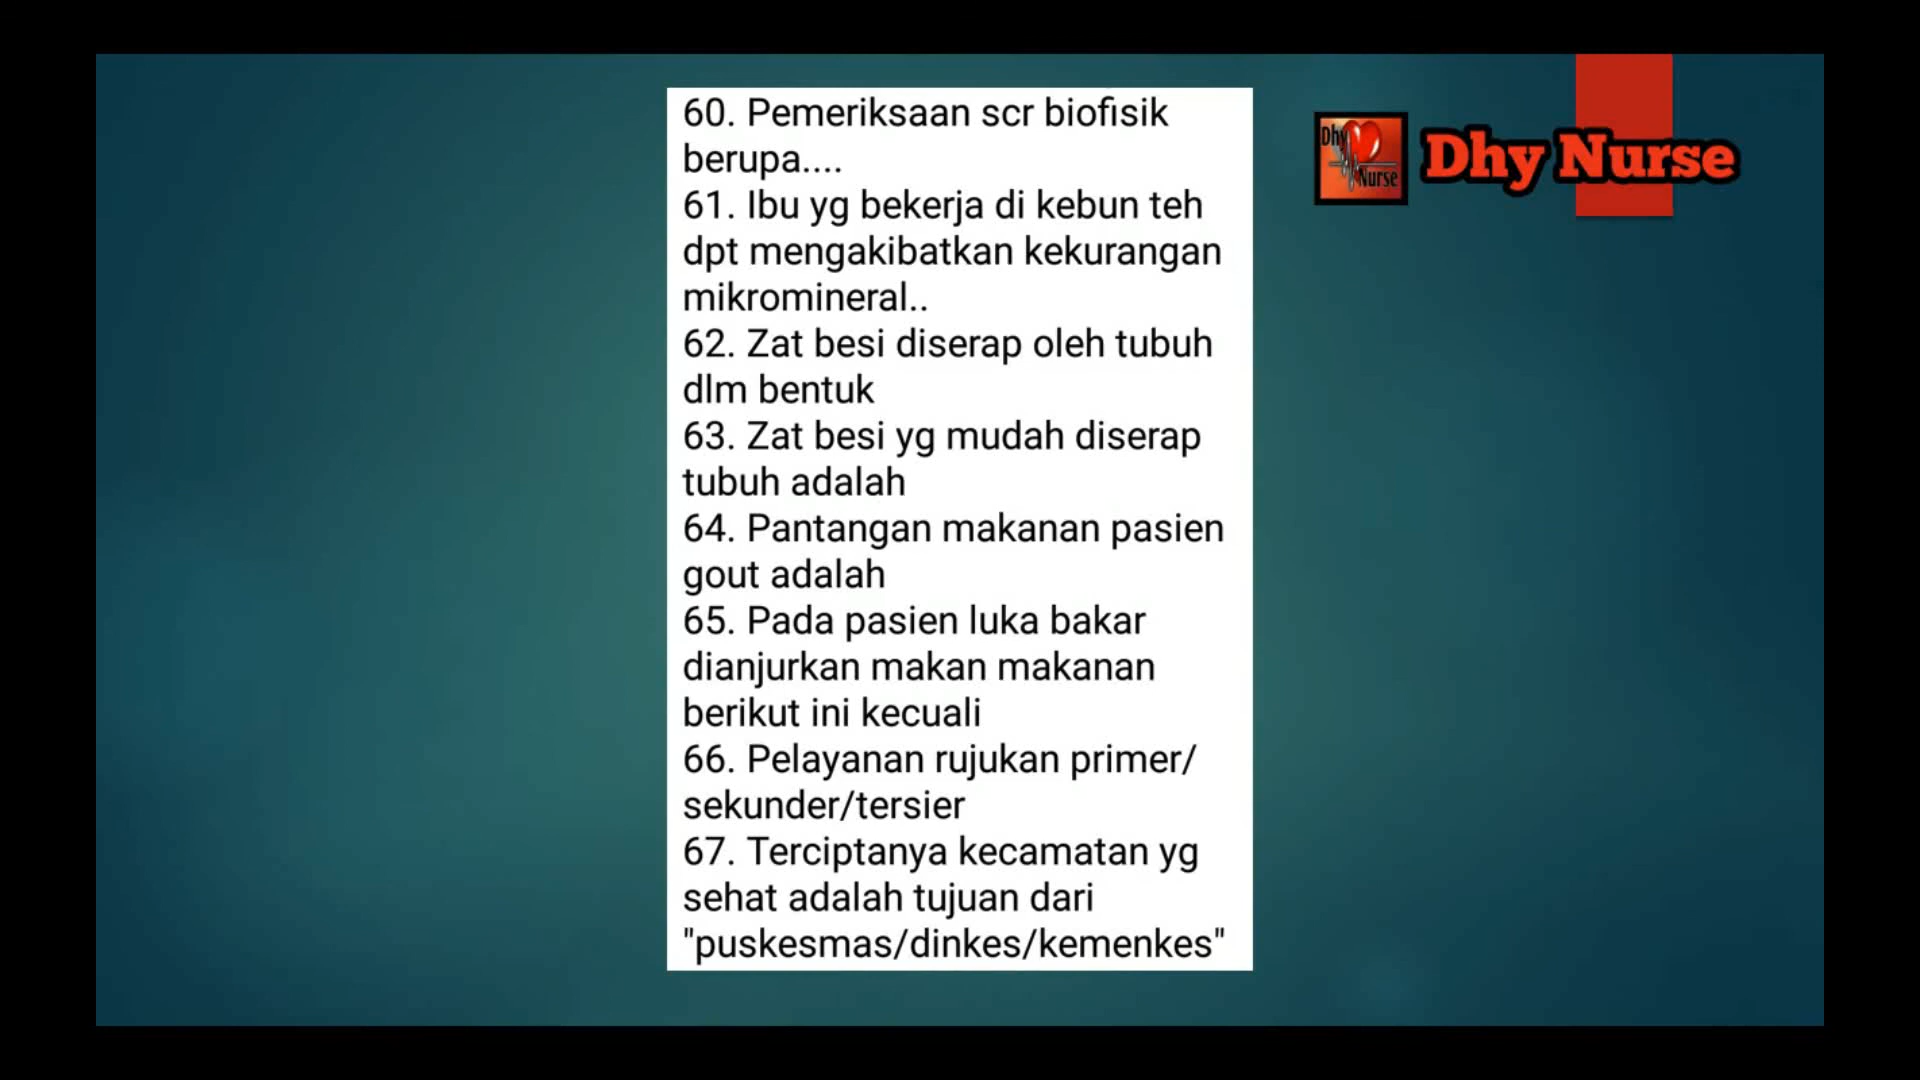 60. Pemeriksaan scr biofisik
berupa....
61. Ibu yg bekerja di kebun teh
dpt mengakibatkan kekurangan
mikromineral..
62. Zat besi diserap oleh tubuh
dlm bentuk
63. Zat besi yg mudah diserap
tubuh adalah
64. Pantangan makanan pasien
gout adalah
65. Pada pasien luka bakar
dianjurkan makan makanan
berikut ini kecuali
66. Pelayanan rujukan primer/
sekunder/tersier
67. Terciptanya kecamatan yg
sehat adalah tujuan dari
"puskesmas/dinkes/kemenkes"
Dhy
Nurse
Dhy Nurse